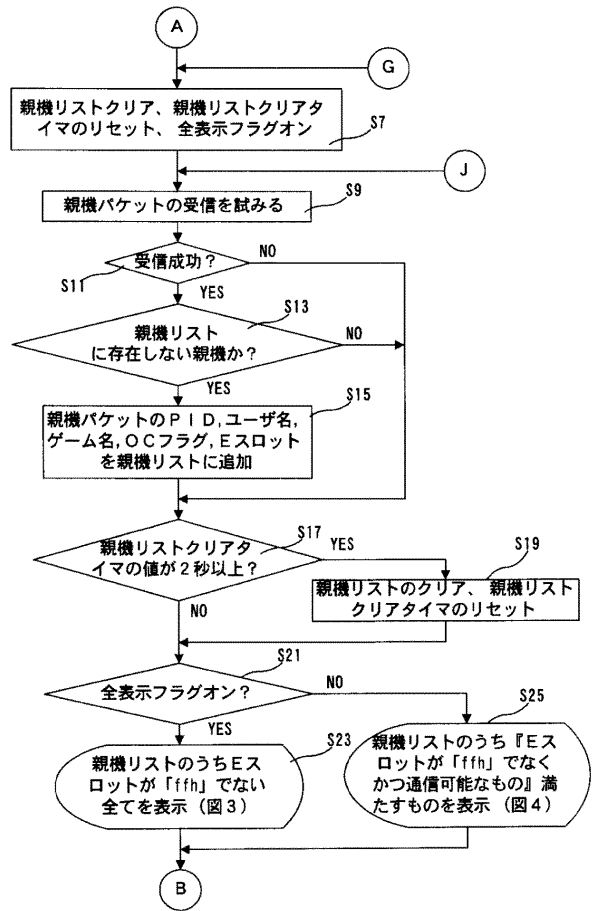 A
G
親機リストクリア、親機リストクリアタ
イマのリセット、全表示フラグオン
S7
J
親機パケットの受信を試みる
S9
受信成功？
NO
S11
YES
S13
親機リスト
に存在しない親機か？
NO
YES
S15
親機パケットのＰＩＤ,ユーザ名,
ゲーム名,ＯＣフラグ,Ｅスロット
を親機リストに追加
S17
親機リストクリアタ
イマの値が２秒以上？
YES
NO
S19
親機リストのクリア、親機リスト
クリアタイマのリセット
S21
全表示フラグオン？
NO
YES
S23
親機リストのうちＥス
ロットが「ffh」でない
全てを表示（図３）
S25
親機リストのうち『Ｅス
ロットが「ffh」でなく
かつ通信可能なもの』満
たすものを表示（図４）
B